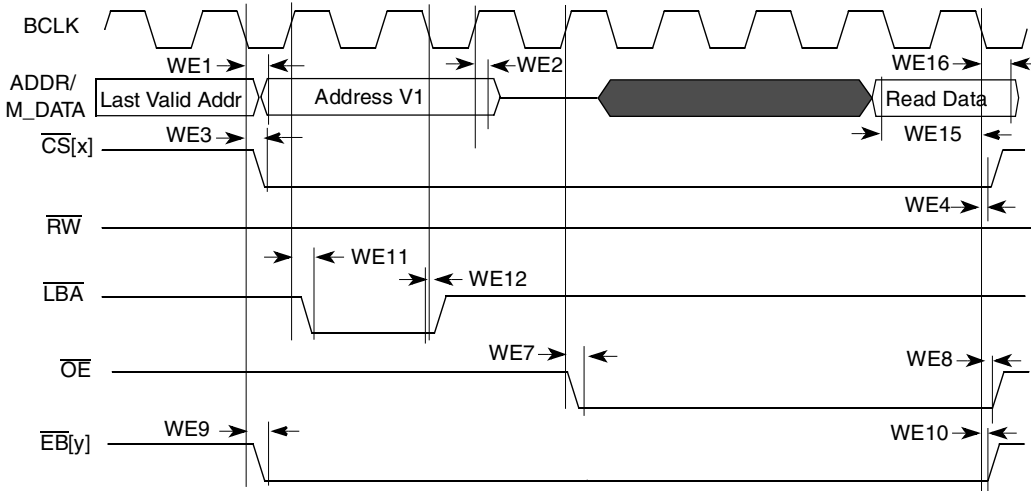 BCLK
WE1
WE2
WE16
ADDR/
M_DATA
Last Valid Addr
Address V1
Read Data
WE3
WE15
CS[x]
WE4
RW
WE11
WE12
LBA
WE7
WE8
OE
WE9
WE10
EB[y]